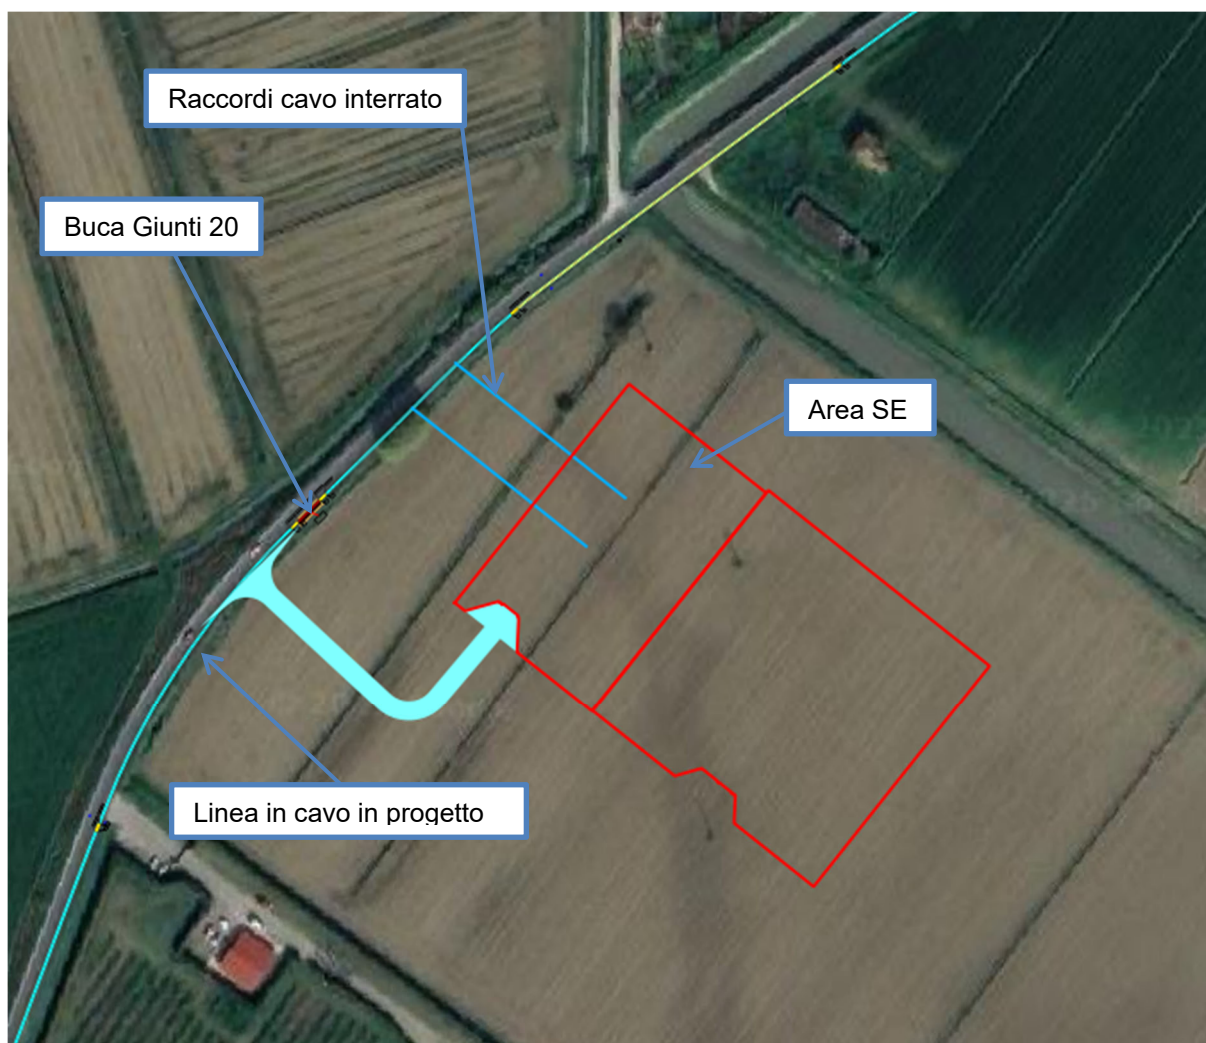 Raccordi cavo interrato
Buca Giunti 20
Area SE
Linea in cavo in progetto